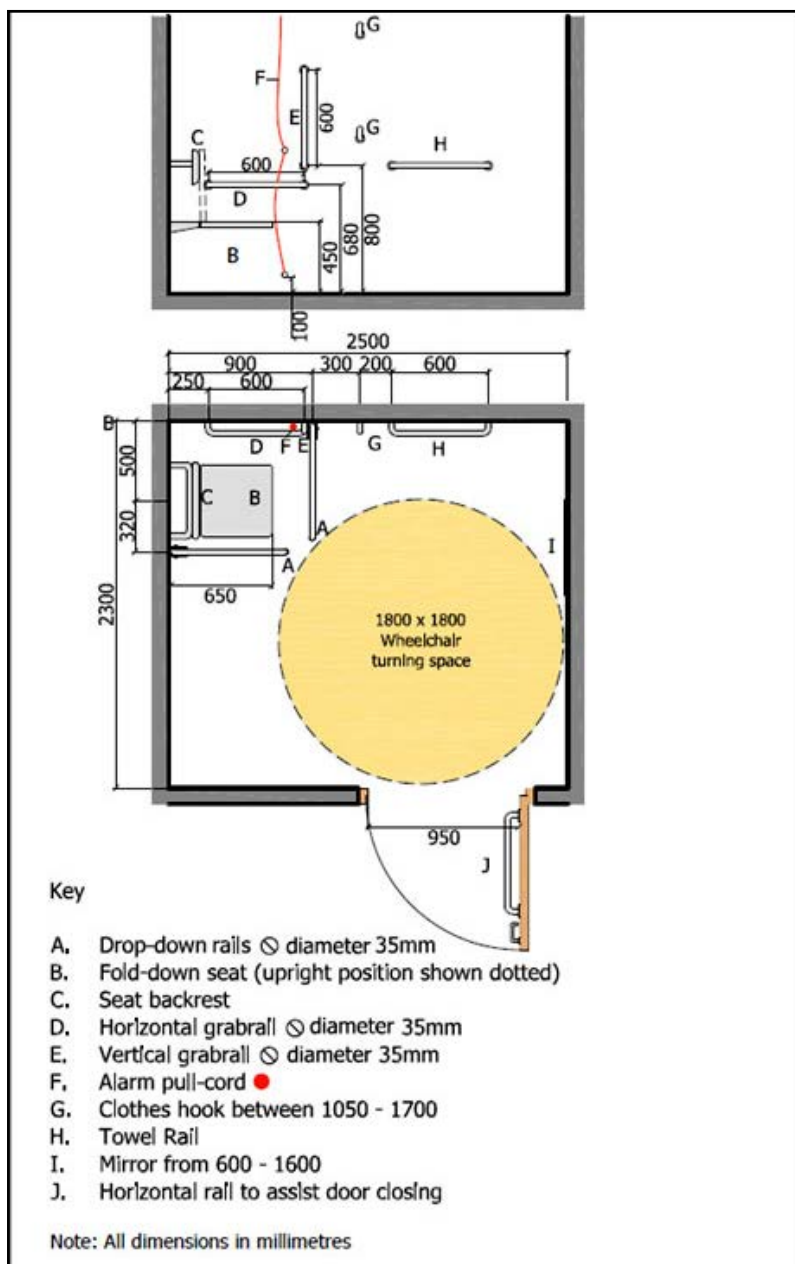 G
F
E
600
G
C
H
600
D
B
450
680
800
100
2500
900
300
200
600
250
600
B
D
F
E
G
H
500
C
B
A
I
320
A
650
2300
1800 x 1800
Wheelchair
turning space
950
J
Key
A. Drop-down rails ⦸ diameter 35mm
B. Fold-down seat (upright position shown dotted)
C. Seat backrest
D. Horizontal grabrail ⦸ diameter 35mm
E. Vertical grabrail ⦸ diameter 35mm
F. Alarm pull-cord
G. Clothes hook between 1050 - 1700
H. Towel Rail
I. Mirror from 600 - 1600
J. Horizontal rail to assist door closing
Note: All dimensions in millimetres